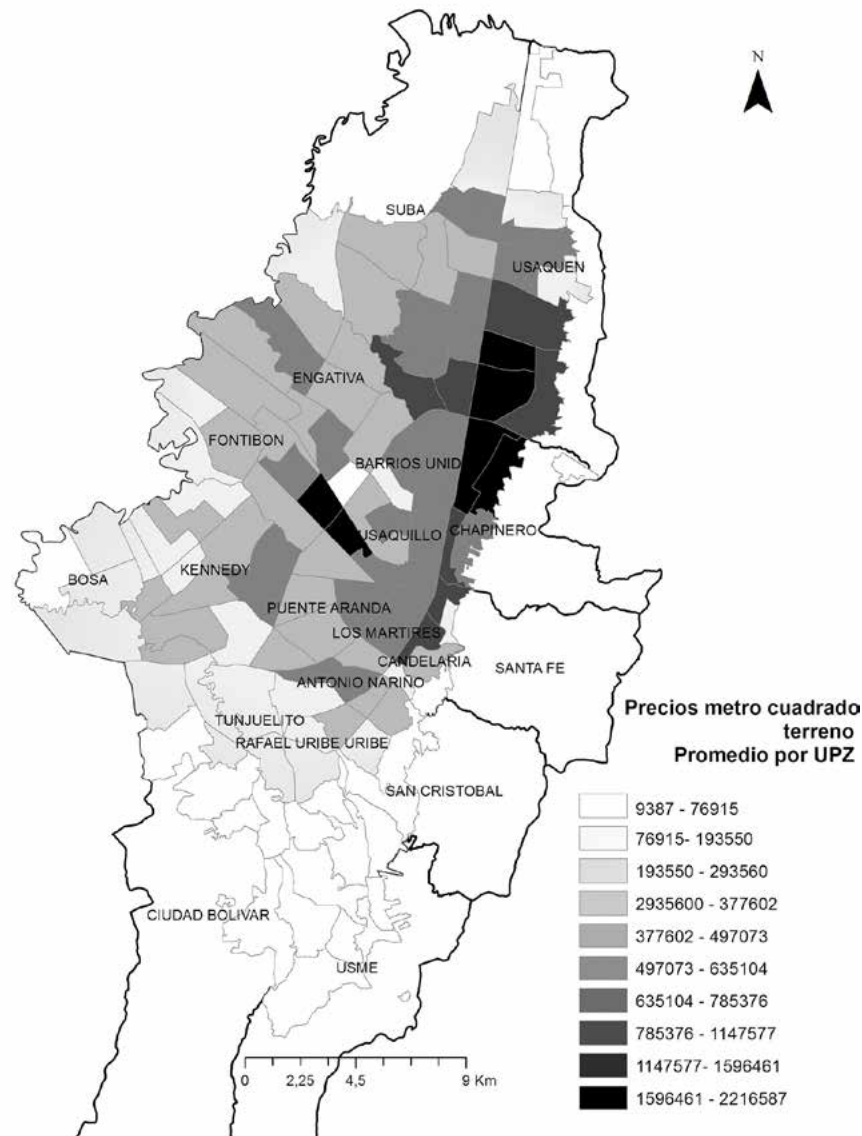 N
SUBA
USAQUEN
ENGATIVA
FONTIBON
BARRIOS UNID
USAQUILLO
CHAPINERO
BOSA
KENNEDY
PUENTE ARANDA
LOS MARTIRES
CANDELARIA
SANTA FE
ANTONIO NARIÑO
TUNJUELITO
RAFAEL URIBE URIBE
SAN CRISTOBAL
CIUDAD BOLIVAR
USME
Precios metro cuadrado
terreno
Promedio por UPZ
9387 - 76915
76915- 193550
193550 - 293560
2935600 - 377602
377602 - 497073
497073 - 635104
635104 - 785376
785376 - 1147577
1147577- 1596461
1596461 - 2216587
0 2,25 4,5 9 Km